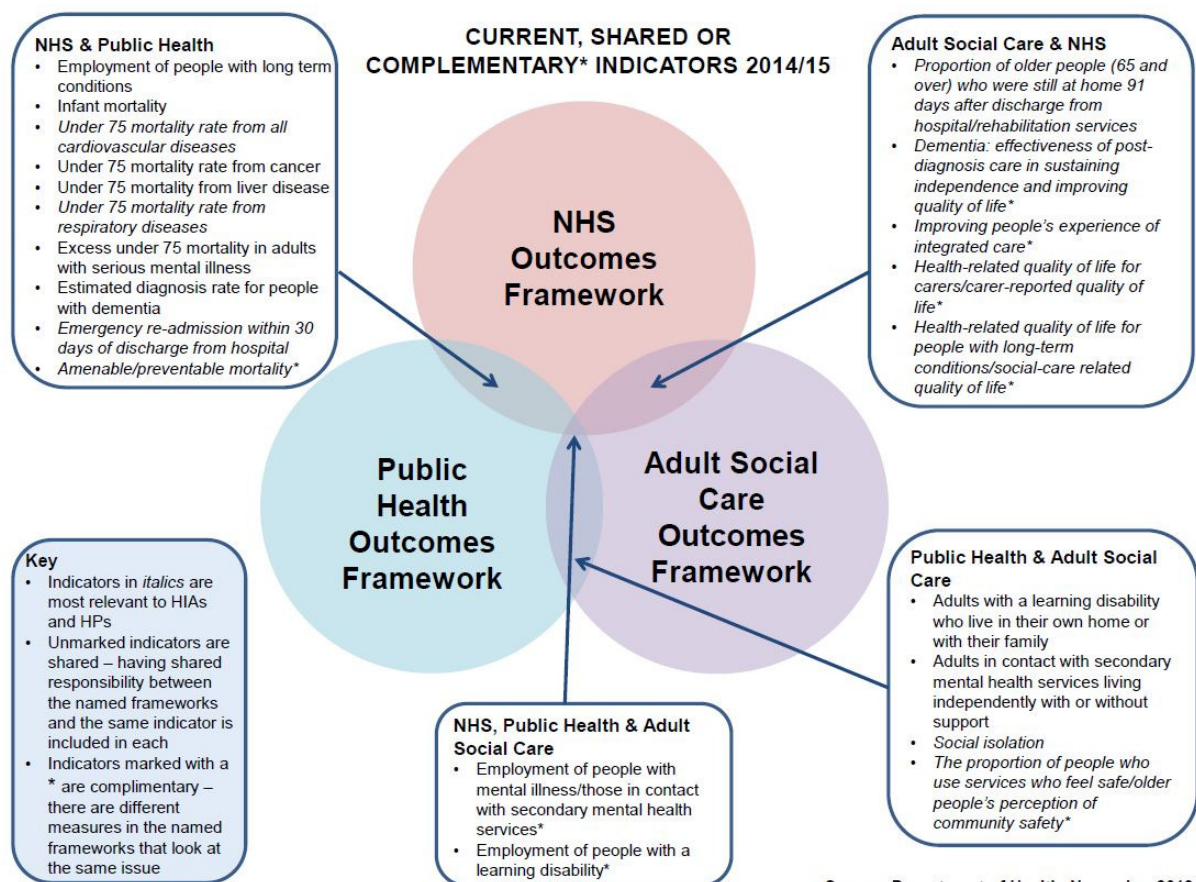 CURRENT, SHARED OR
COMPLEMENTARY* INDICATORS 2014/15
NHS & Public Health
• Employment of people with long term
conditions
• Infant mortality
• Under 75 mortality rate from all
cardiovascular diseases
• Under 75 mortality rate from cancer
• Under 75 mortality from liver disease
• Under 75 mortality rate from
respiratory diseases
• Excess under 75 mortality in adults
with serious mental illness
• Estimated diagnosis rate for people
with dementia
• Emergency re-admission within 30
days of discharge from hospital
• Amenable/preventable mortality*
Adult Social Care & NHS
• Proportion of older people (65 and
over) who were still at home 91
days after discharge from
hospital/rehabilitation services
• Dementia: effectiveness of post-
diagnosis care in sustaining
independence and improving
quality of life*
• Improving people's experience of
integrated care*
• Health-related quality of life for
carers/carer-reported quality of
life*
• Health-related quality of life for
people with long-term
conditions/social-care related
quality of life*
NHS
Outcomes
Framework
Public
Health
Outcomes
Framework
Adult Social
Care
Outcomes
Framework
Key
• Indicators in italics are
most relevant to HIAs
and HPs
• Unmarked indicators are
shared – having shared
responsibility between
the named frameworks
and the same indicator is
included in each
• Indicators marked with a
* are complimentary –
there are different
measures in the named
frameworks that look at
the same issue
NHS, Public Health & Adult
Social Care
• Employment of people with
mental illness/those in contact
with secondary mental health
services*
• Employment of people with a
learning disability*
Public Health & Adult Social
Care
• Adults with a learning disability
who live in their own home or
with their family
• Adults in contact with secondary
mental health services living
independently with or without
support
• Social isolation
• The proportion of people who
use services who feel safe/older
people's perception of
community safety*